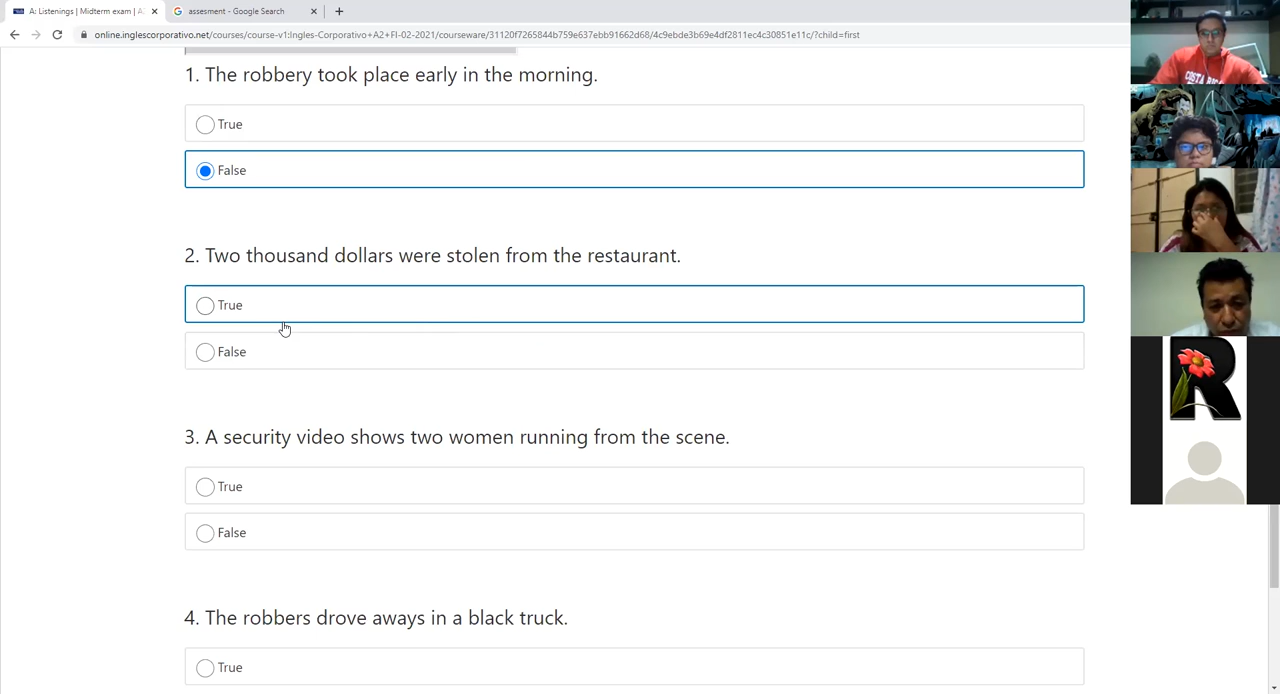 A: Listenings | Midterm exam | A
assesment - Google Search
online.inglescorporativo.net/courses/course-v1:Ingles-Corporativo+A2+FI-02-2021/courseware/31120f7265844b759e637ebb91662d68/4c9ebde3b69e4df2811ec4c30851e11c/?child=first
1. The robbery took place early in the morning.
True
False
2. Two thousand dollars were stolen from the restaurant.
True
False
3. A security video shows two women running from the scene.
True
False
4. The robbers drove aways in a black truck.
True
COSTA
R